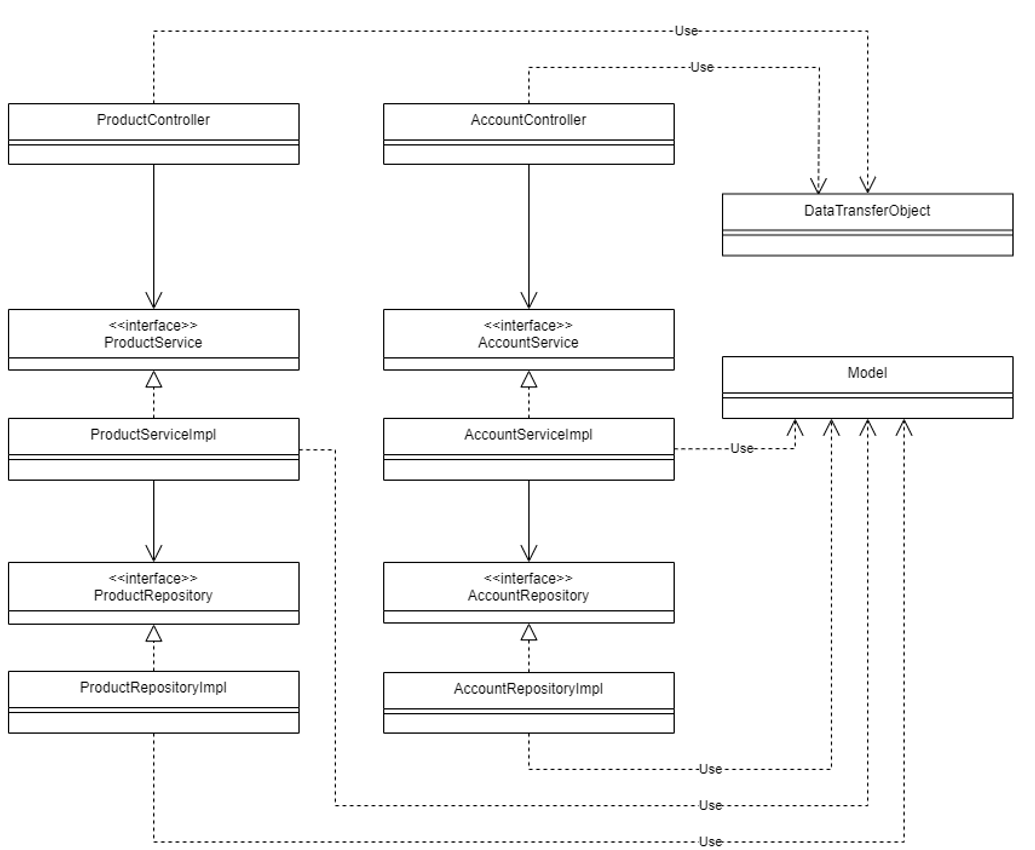 Use
Use
ProductController
AccountController
DataTransferObject
<<interface>>
ProductService
<<interface>>
AccountService
Model
ProductServiceImpl
AccountServiceImpl
Use
<<interface>>
ProductRepository
<<interface>>
AccountRepository
ProductRepositoryImpl
AccountRepositoryImpl
Use
Use
Use